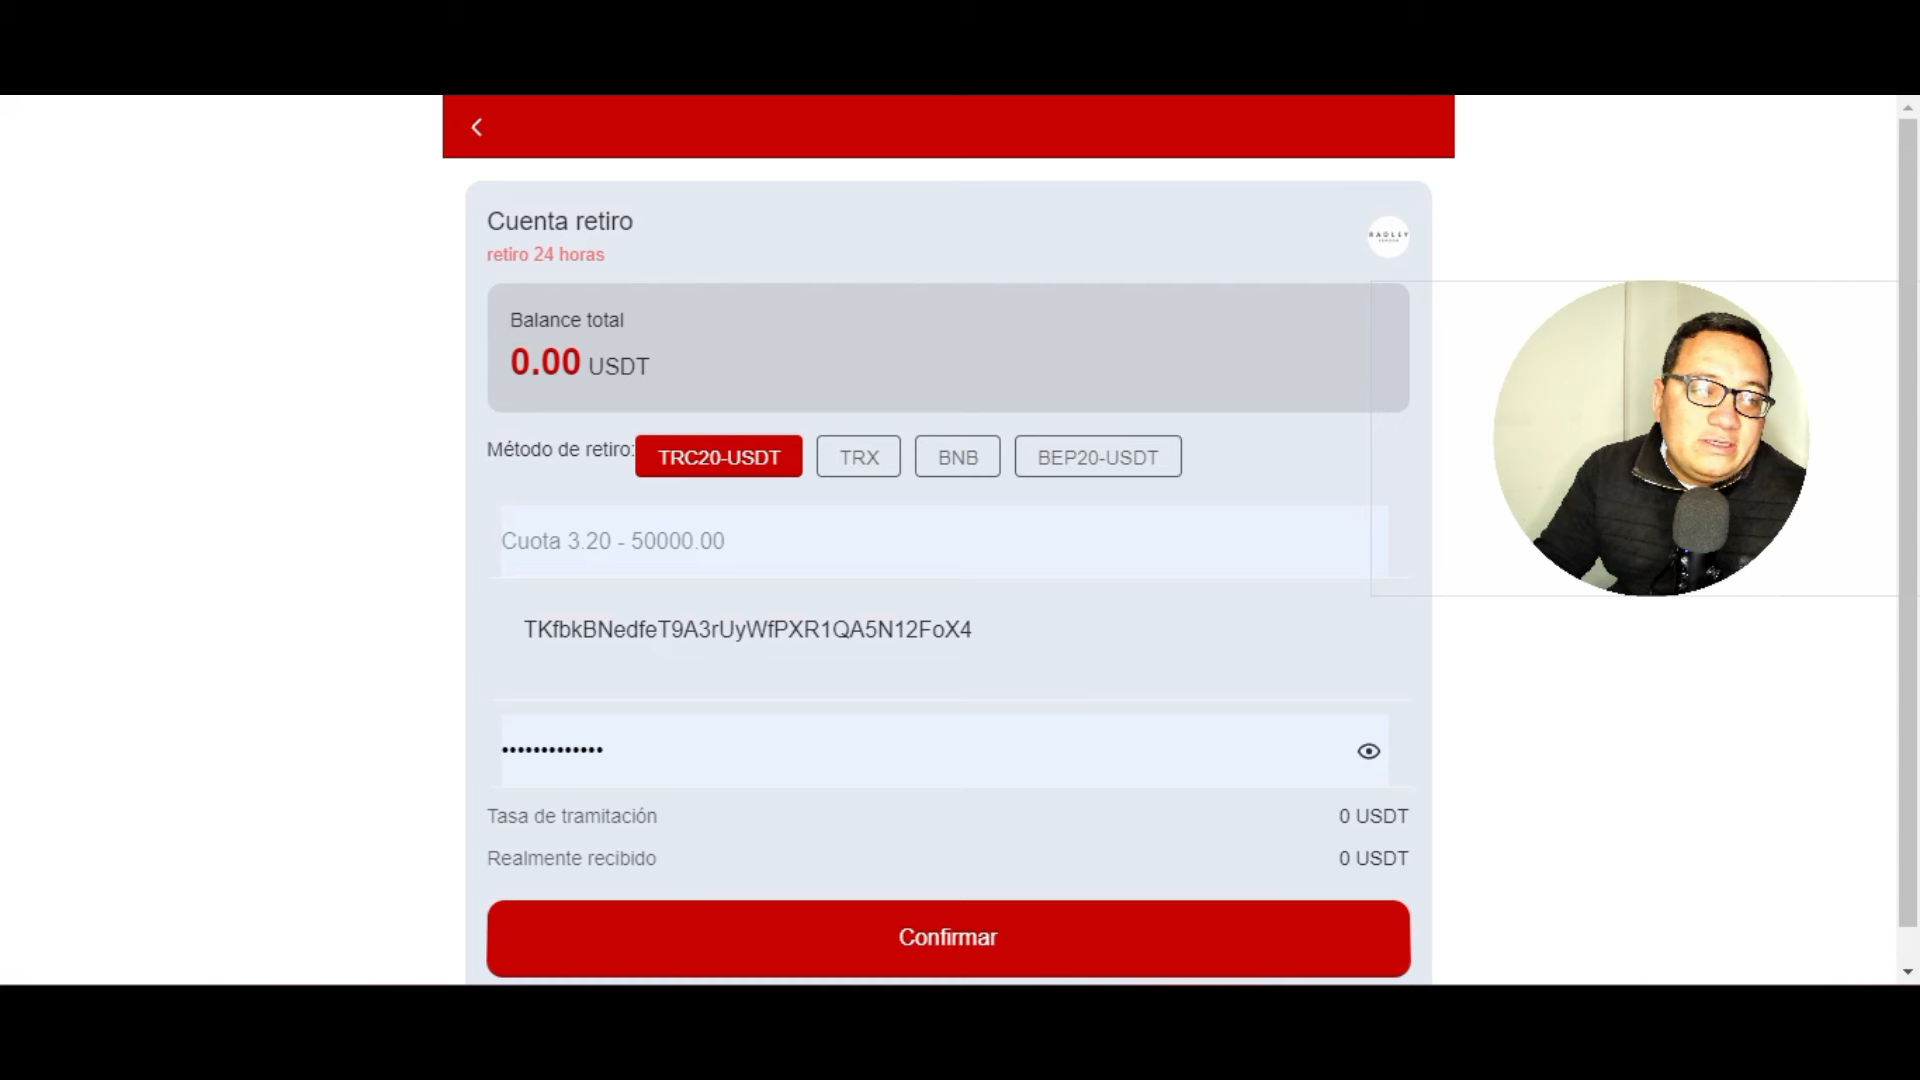 Cuenta retiro
retiro 24 horas
RADLEY
Balance total
0.00 USDT
Método de retiro: TRC20-USDT TRX BNB BEP20-USDT
Cuota 3.20 - 50000.00
TKfbkBNedfeT9A3rUyWfPXR1QA5N12FoX4
•••••••••••••
Tasa de tramitación 0 USDT
Realmente recibido 0 USDT
Confirmar